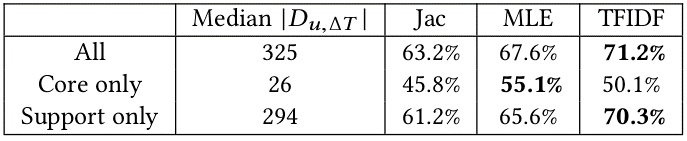 Median |D_{u,ΔT}| Jac MLE TFIDF
All 325 63.2% 67.6% 71.2%
Core only 26 45.8% 55.1% 50.1%
Support only 294 61.2% 65.6% 70.3%